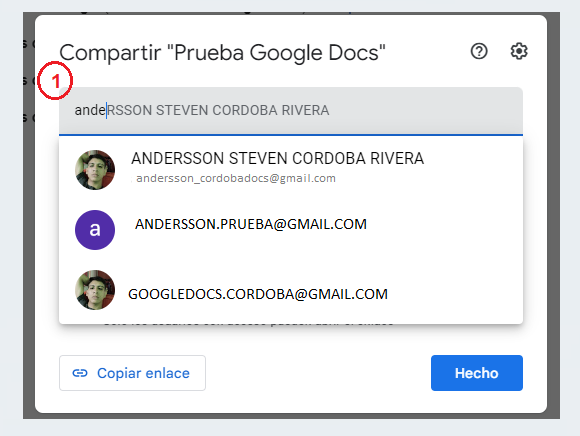 Compartir "Prueba Google Docs"
1
andeRSSON STEVEN CORDOBA RIVERA
ANDERSSON STEVEN CORDOBA RIVERA
andersson_cordobadocs@gmail.com
a
ANDERSSON.PRUEBA@GMAIL.COM
GOOGLEDOCS.CORDOBA@GMAIL.COM
Copiar enlace
Hecho